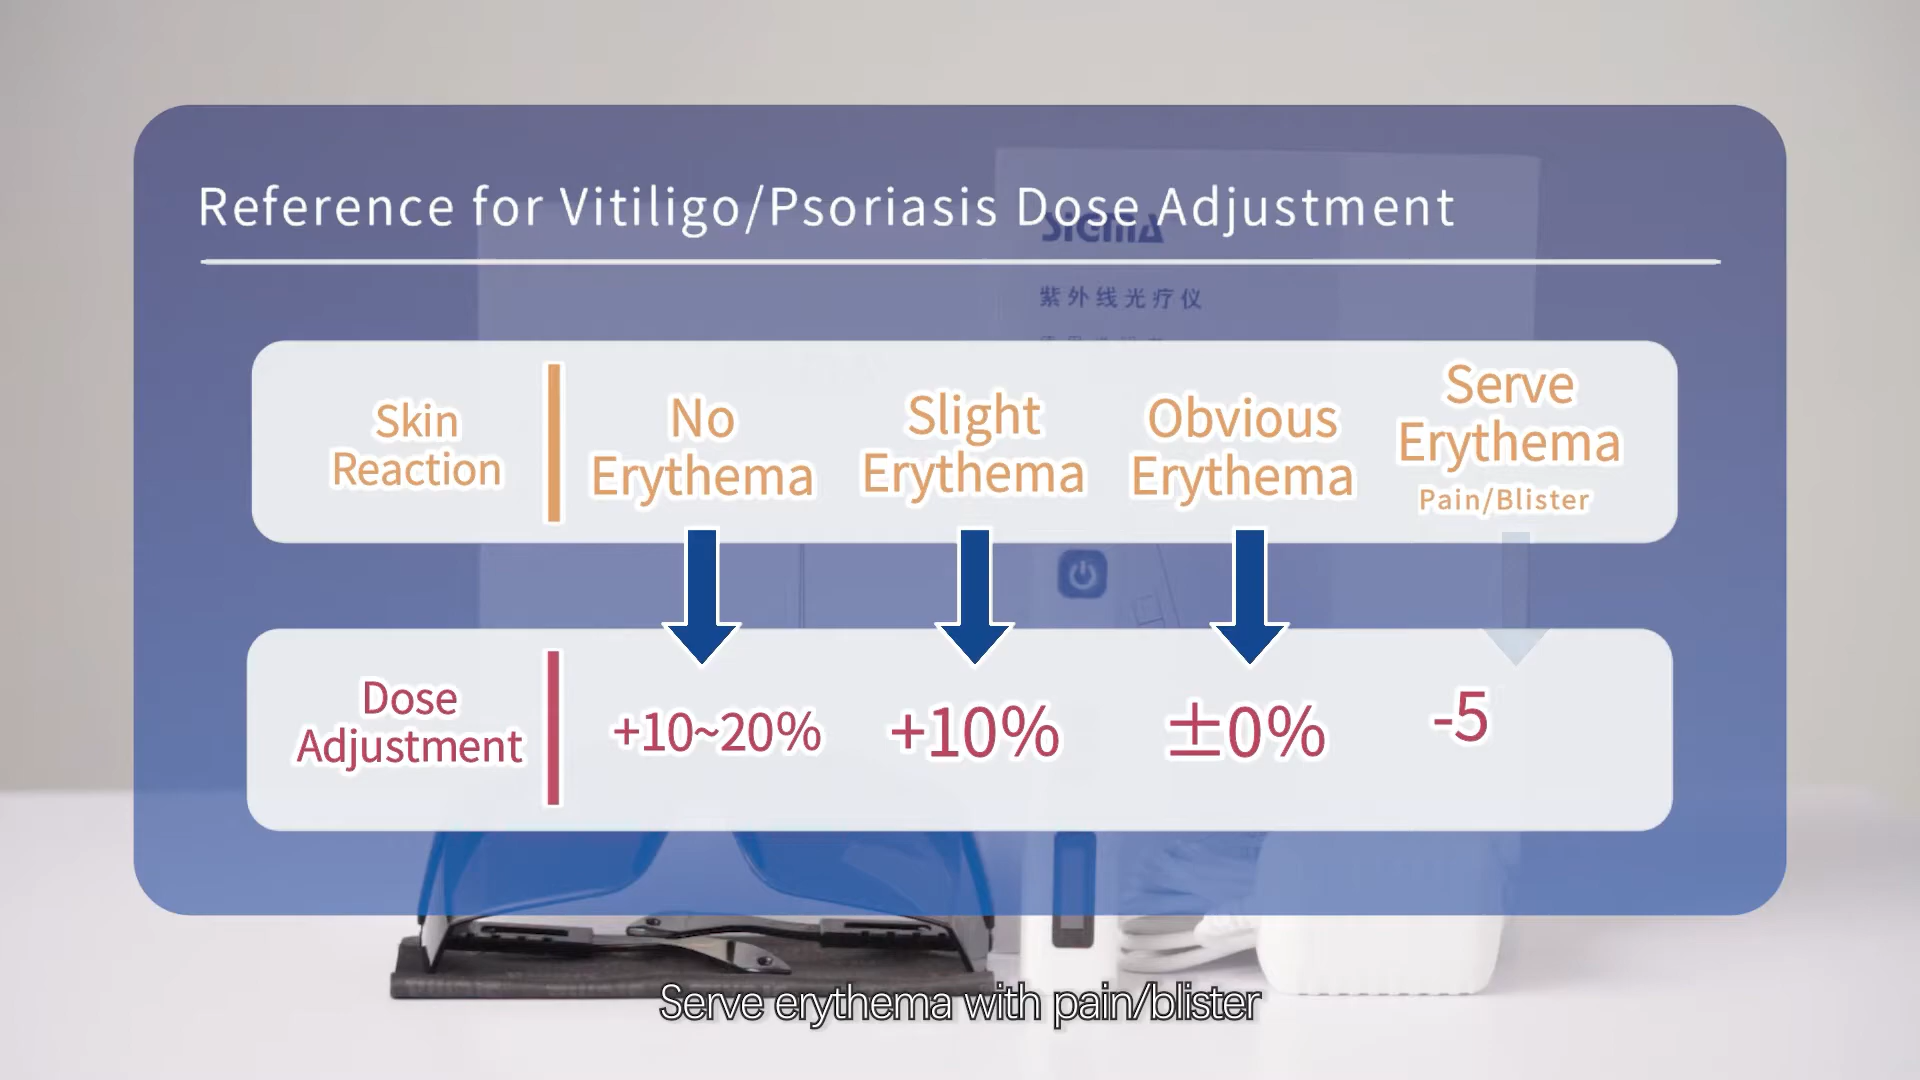 Reference for Vitiligo/Psoriasis Dose Adjustment
SIGMA
紫外线光疗仪
Skin
Reaction
No
Erythema
Slight
Erythema
Obvious
Erythema
Serve
Erythema
Pain/Blister
Dose
Adjustment
+10~20%
+10%
±0%
-5
Serve erythema with pain/blister